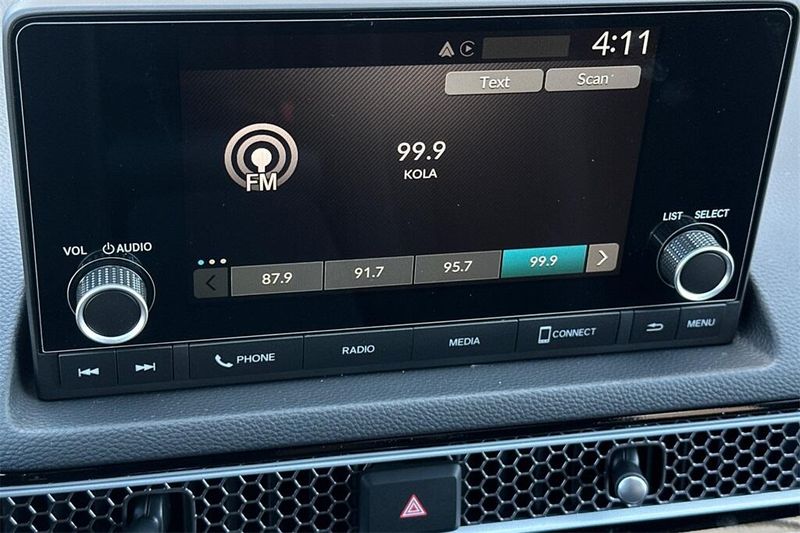 4:11
Text Scan
99.9
KOLA
FM
VOL AUDIO
LIST SELECT
87.9 91.7 95.7 99.9
PHONE RADIO MEDIA CONNECT MENU